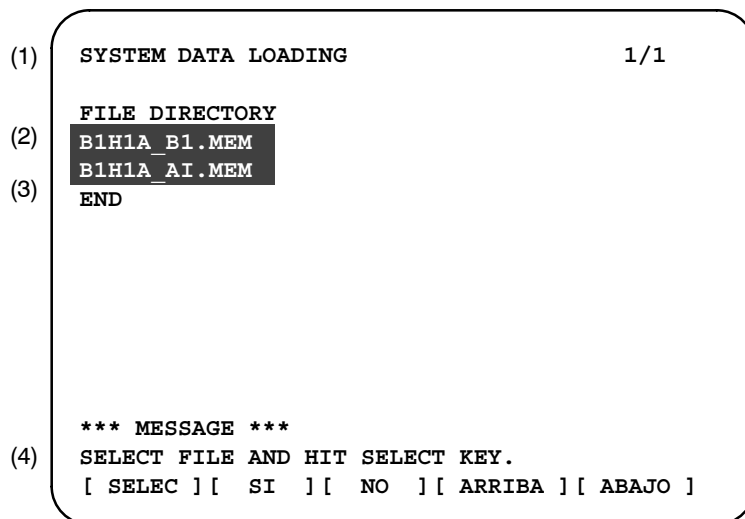 (1) SYSTEM DATA LOADING 1/1
FILE DIRECTORY
(2) B1H1A_B1.MEM
B1H1A_AI.MEM
(3) END
*** MESSAGE ***
(4) SELECT FILE AND HIT SELECT KEY.
[ SELEC ][ SI ][ NO ][ ARRIBA ][ ABAJO ]